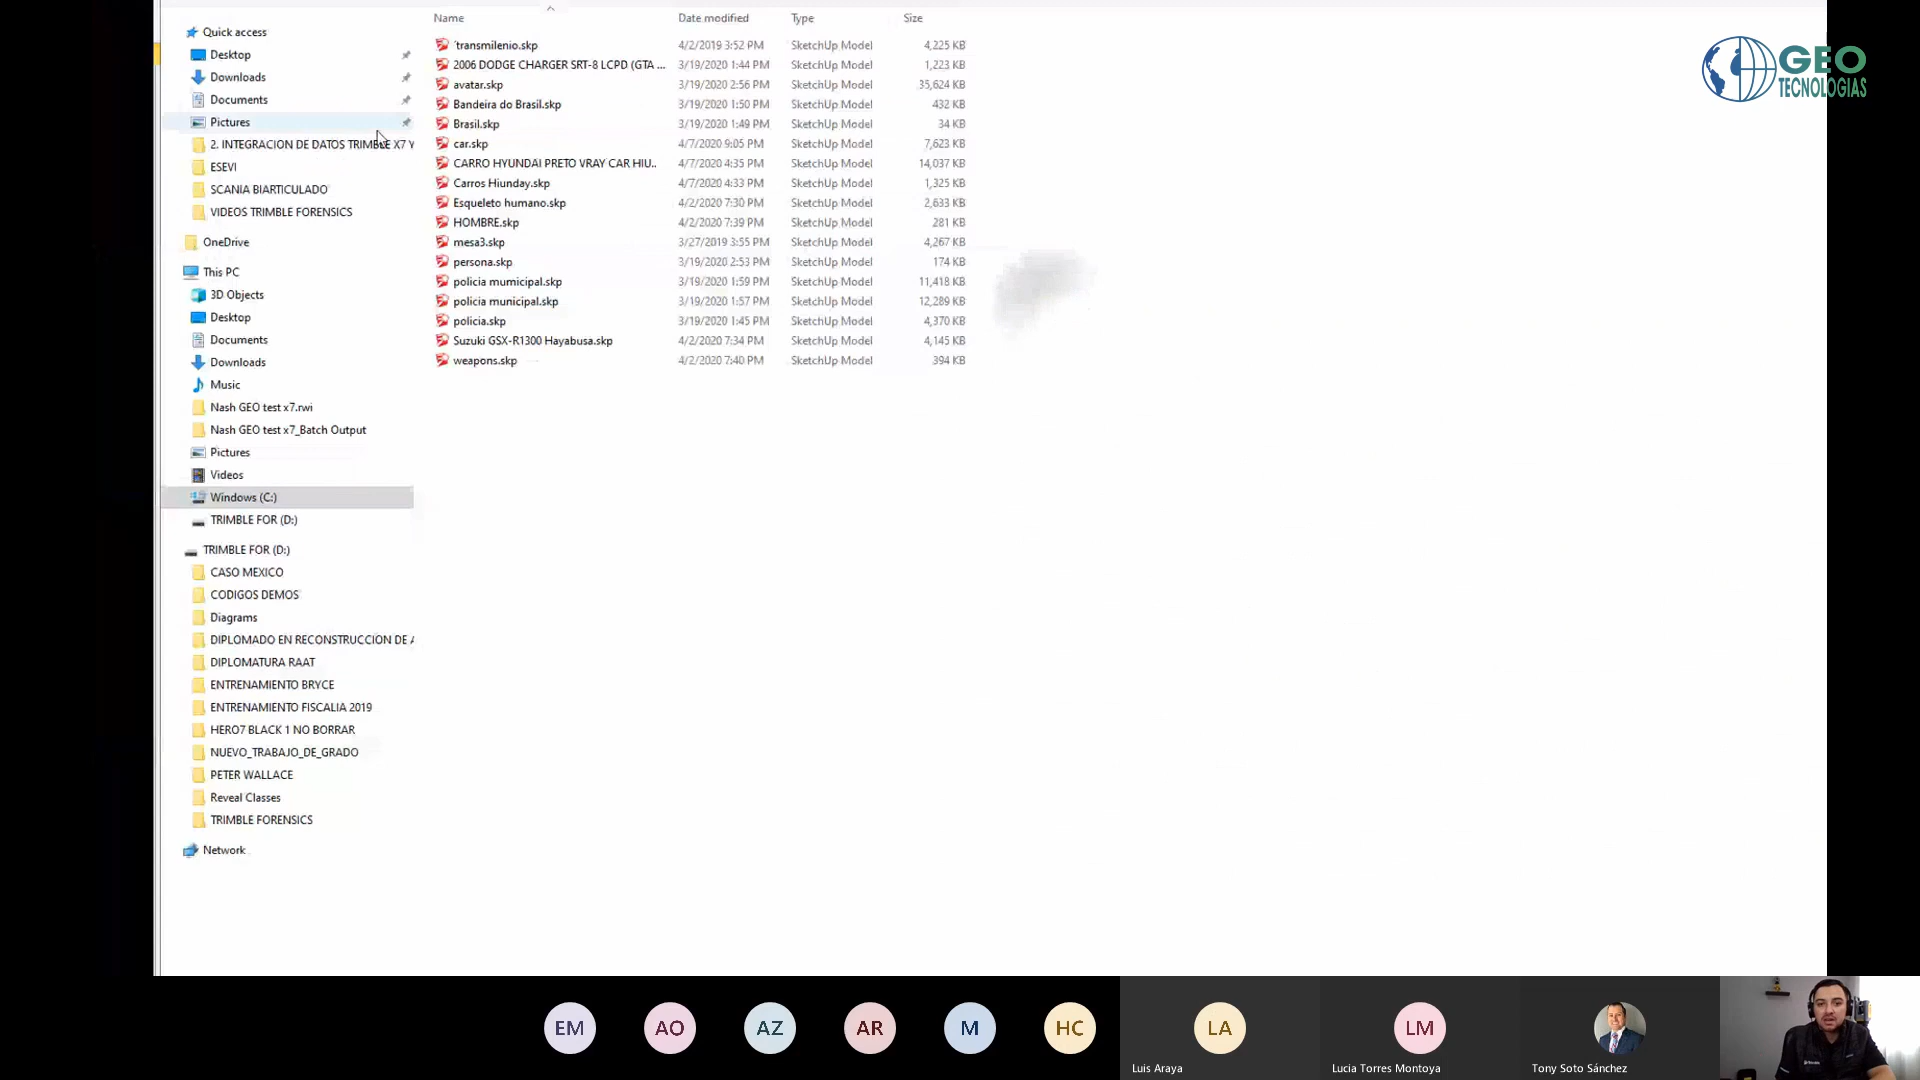 Name Date modified Type Size
Quick access
Desktop
Downloads
Documents
Pictures
2. INTEGRACION DE DATOS TRIMBLE X7 Y
ESEVI
SCANIA BIARTICULADO
VIDEOS TRIMBLE FORENSICS
OneDrive
This PC
3D Objects
Desktop
Documents
Downloads
Music
Nash GEO test x7.rwi
Nash GEO test x7_Batch Output
Pictures
Videos
Windows (C:)
TRIMBLE FOR (D:)
TRIMBLE FOR (D:)
CASO MEXICO
CODIGOS DEMOS
Diagrams
DIPLOMADO EN RECONSTRUCCION DE A
DIPLOMATURA RAAT
ENTRENAMIENTO BRYCE
ENTRENAMIENTO FISCALIA 2019
HERO7 BLACK 1 NO BORRAR
NUEVO_TRABAJO_DE_GRADO
PETER WALLACE
Reveal Classes
TRIMBLE FORENSICS
Network
'transmilenio.skp 4/2/2019 3:52 PM SketchUp Model 4,225 KB
2006 DODGE CHARGER SRT-8 LCPD (GTA ... 3/19/2020 1:44 PM SketchUp Model 1,223 KB
avatar.skp 3/19/2020 2:56 PM SketchUp Model 35,624 KB
Bandeira do Brasil.skp 3/19/2020 1:50 PM SketchUp Model 432 KB
Brasil.skp 3/19/2020 1:49 PM SketchUp Model 34 KB
car.skp 4/7/2020 9:05 PM SketchUp Model 7,623 KB
CARRO HYUNDAI PRETO VRAY CAR HIU.. 4/7/2020 4:35 PM SketchUp Model 14,037 KB
Carros Hiunday.skp 4/7/2020 4:33 PM SketchUp Model 1,325 KB
Esqueleto humano.skp 4/2/2020 7:30 PM SketchUp Model 2,633 KB
HOMBRE.skp 4/2/2020 7:39 PM SketchUp Model 281 KB
mesa3.skp 3/27/2019 3:55 PM SketchUp Model 4,267 KB
persona.skp 3/19/2020 2:53 PM SketchUp Model 174 KB
policia mumicipal.skp 3/19/2020 1:59 PM SketchUp Model 11,418 KB
policia municipal.skp 3/19/2020 1:57 PM SketchUp Model 12,289 KB
policia.skp 3/19/2020 1:45 PM SketchUp Model 4,370 KB
Suzuki GSX-R1300 Hayabusa.skp 4/2/2020 7:34 PM SketchUp Model 4,145 KB
weapons.skp 4/2/2020 7:40 PM SketchUp Model 394 KB
GEO
TECNOLOGIAS
EM AO AZ AR M HC LA LM
Luis Araya Lucia Torres Montoya Tony Soto Sánchez